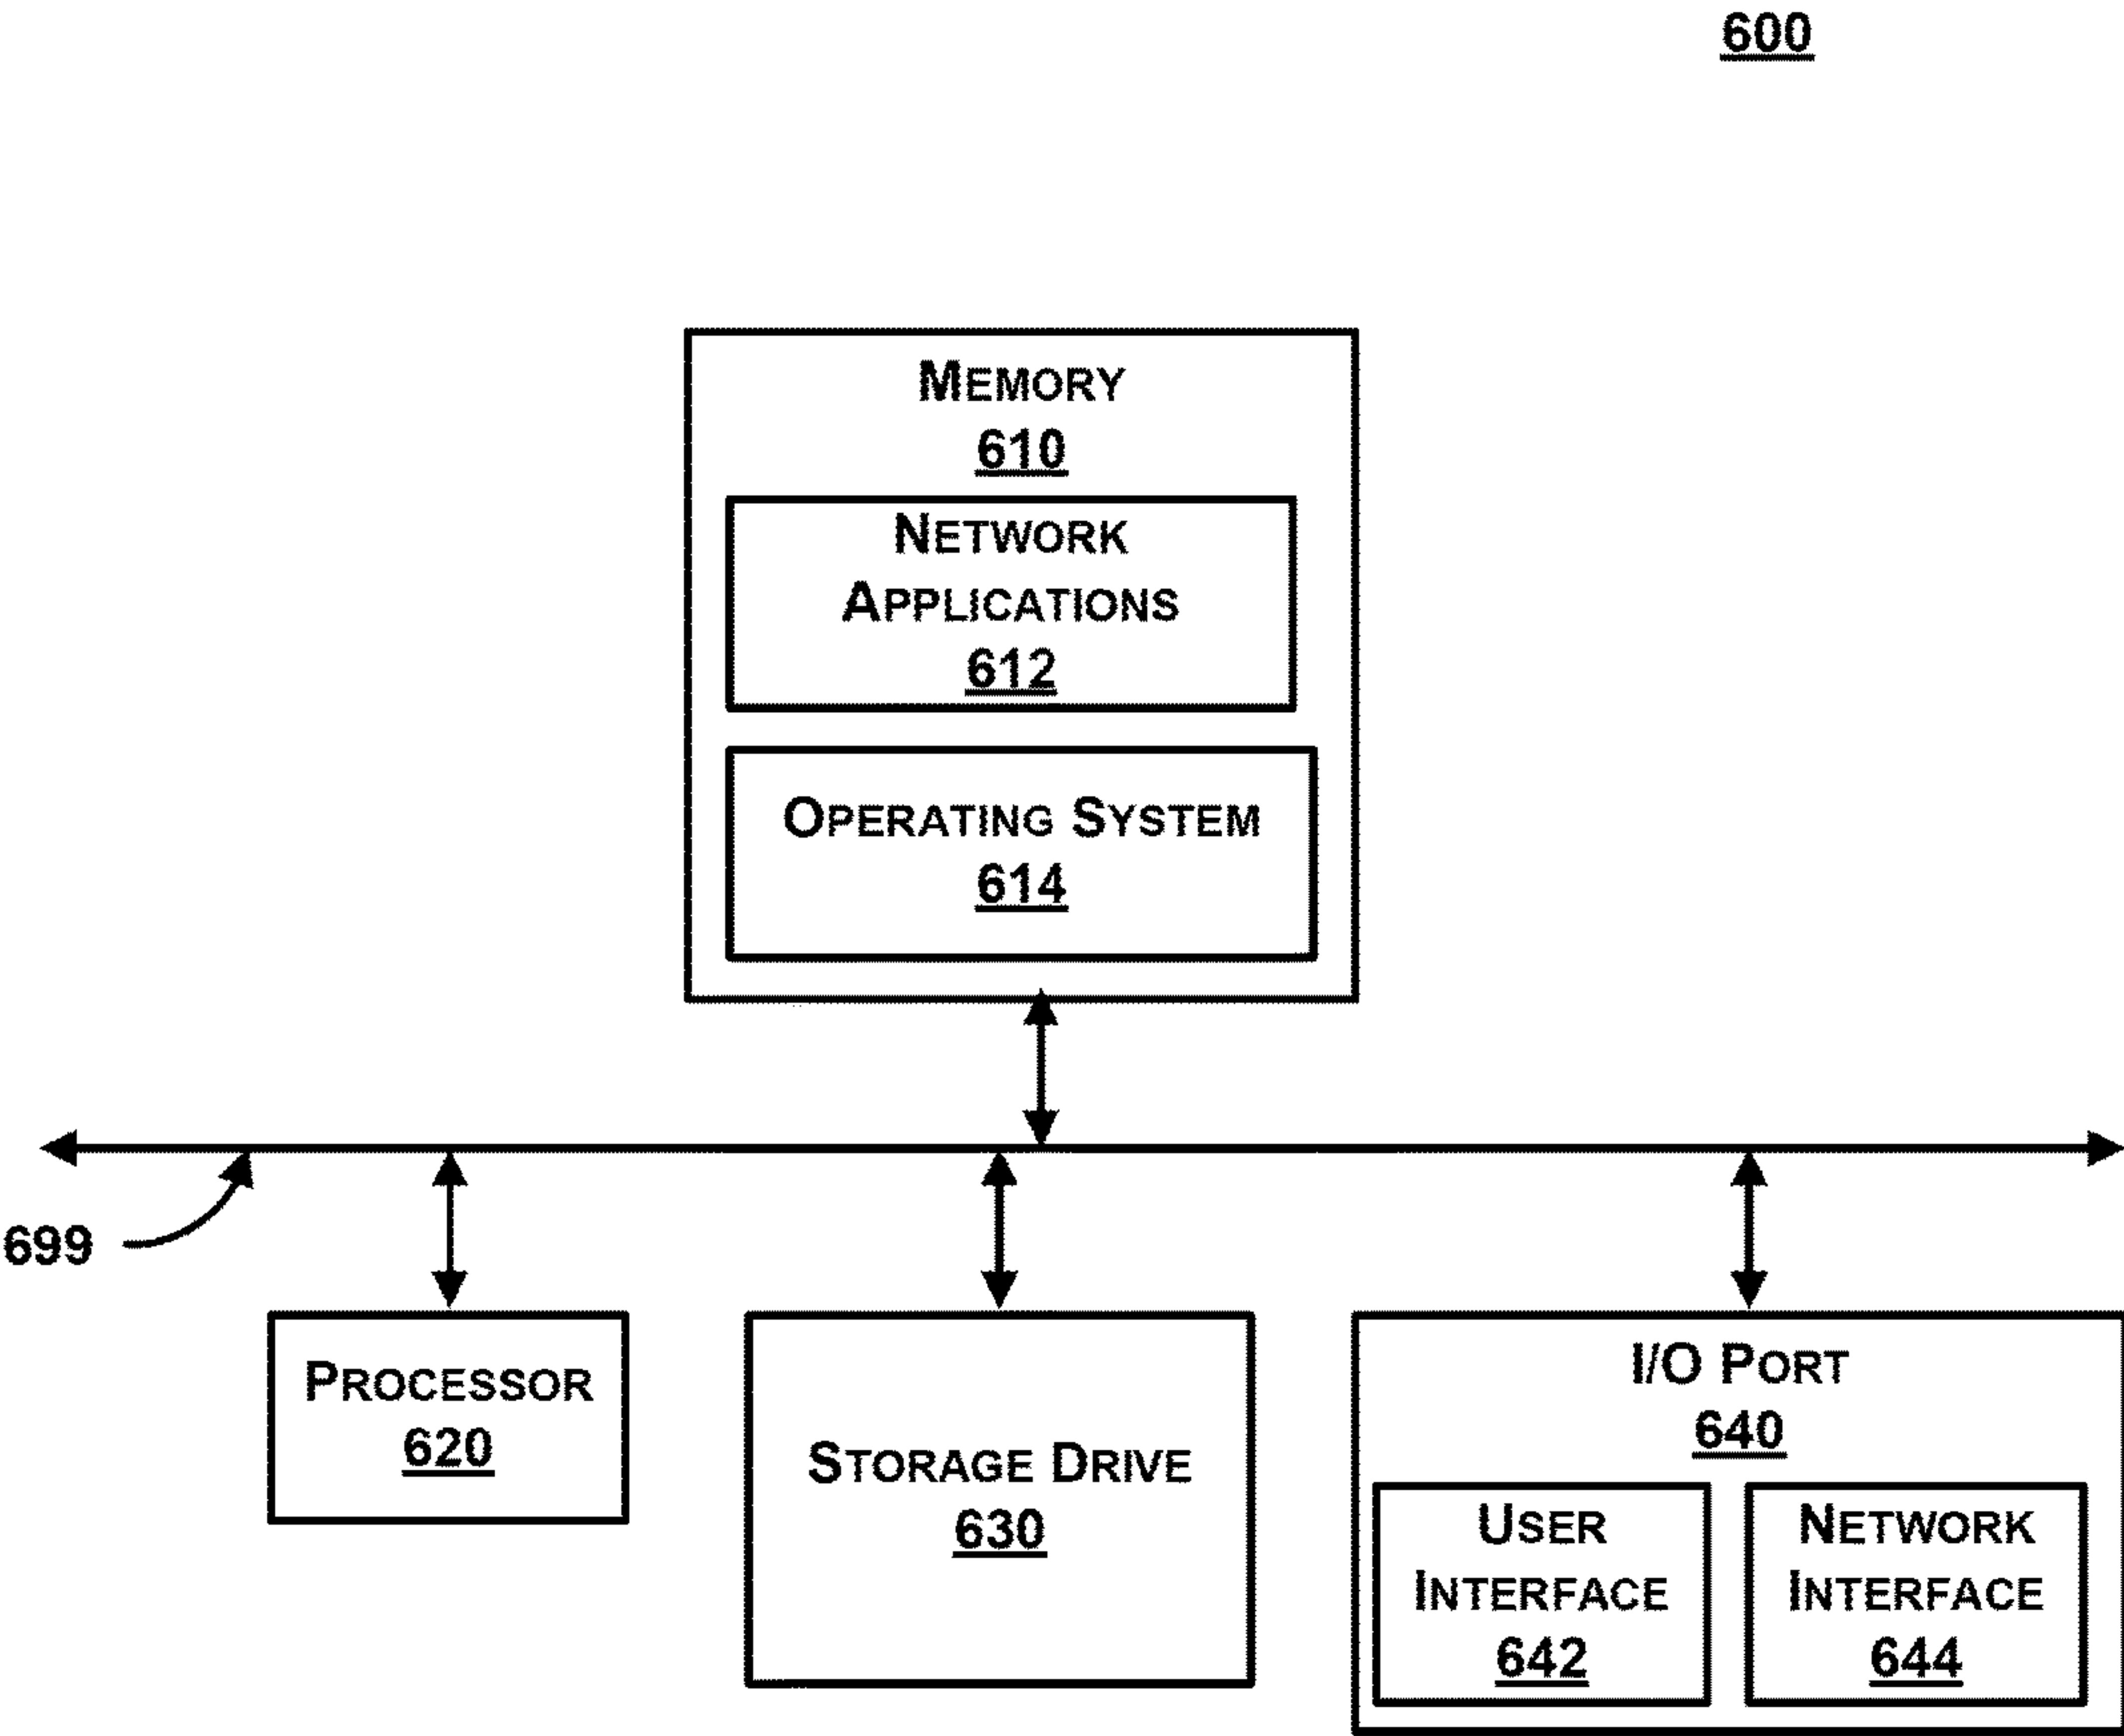 600
MEMORY
610
NETWORK
APPLICATIONS
612
OPERATING SYSTEM
614
699
PROCESSOR
620
STORAGE DRIVE
630
I/O PORT
640
USER
INTERFACE
642
NETWORK
INTERFACE
644